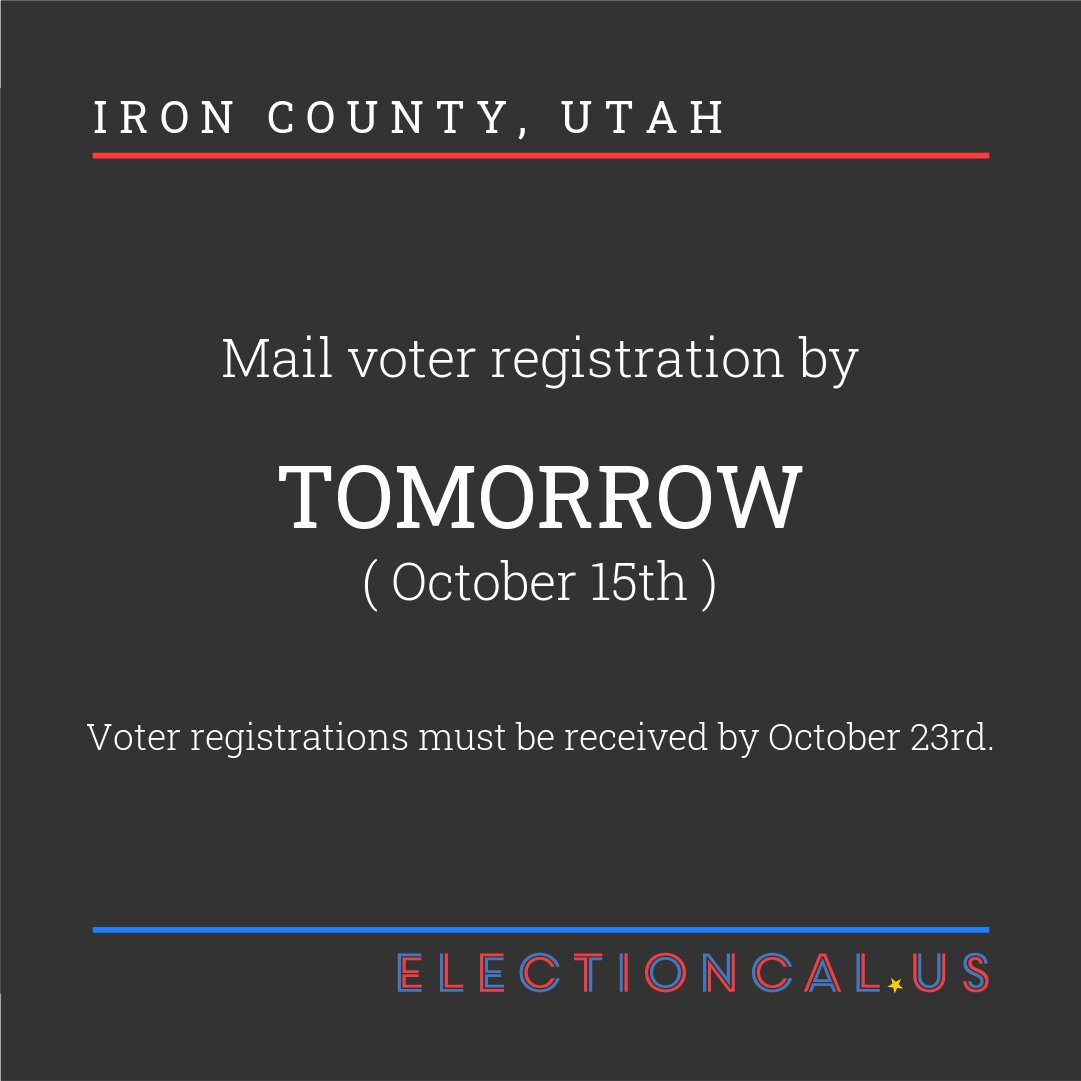 IRON COUNTY, UTAH
Mail voter registration by
TOMORROW
( October 15th )
Voter registrations must be received by October 23rd.
ELECTIONCAL.US